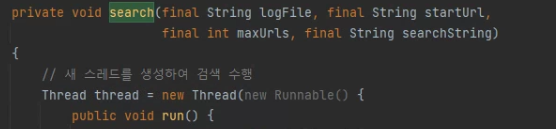 private void search(final String logFile, final String startUrl,
final int maxUrls, final String searchString)
{
// 새 스레드를 생성하여 검색 수행
Thread thread = new Thread(new Runnable() {
public void run() {